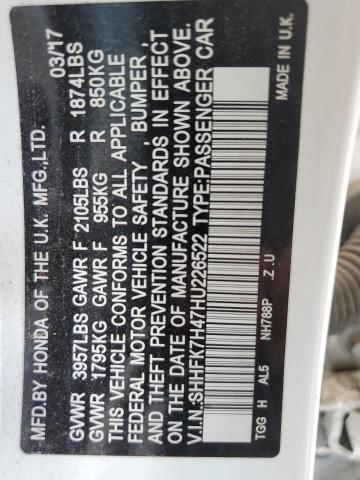 MFD.BY HONDA OF THE U.K. MFG.,LTD. 03/17
GVWR 3957LBS GAWR F 2105LBS R 1874LBS
GVWR 1795KG GAWR F 955KG R 850KG
THIS VEHICLE CONFORMS TO ALL APPLICABLE
FEDERAL MOTOR VEHICLE SAFETY , BUMPER ,
AND THEFT PREVENTION STANDARDS IN EFFECT
ON THE DATE OF MANUFACTURE SHOWN ABOVE.
V.I.N.:SHHFK7H47HU226522 TYPE:PASSENGER CAR
TGG H AL5 NH788P .Z .U MADE IN U.K.